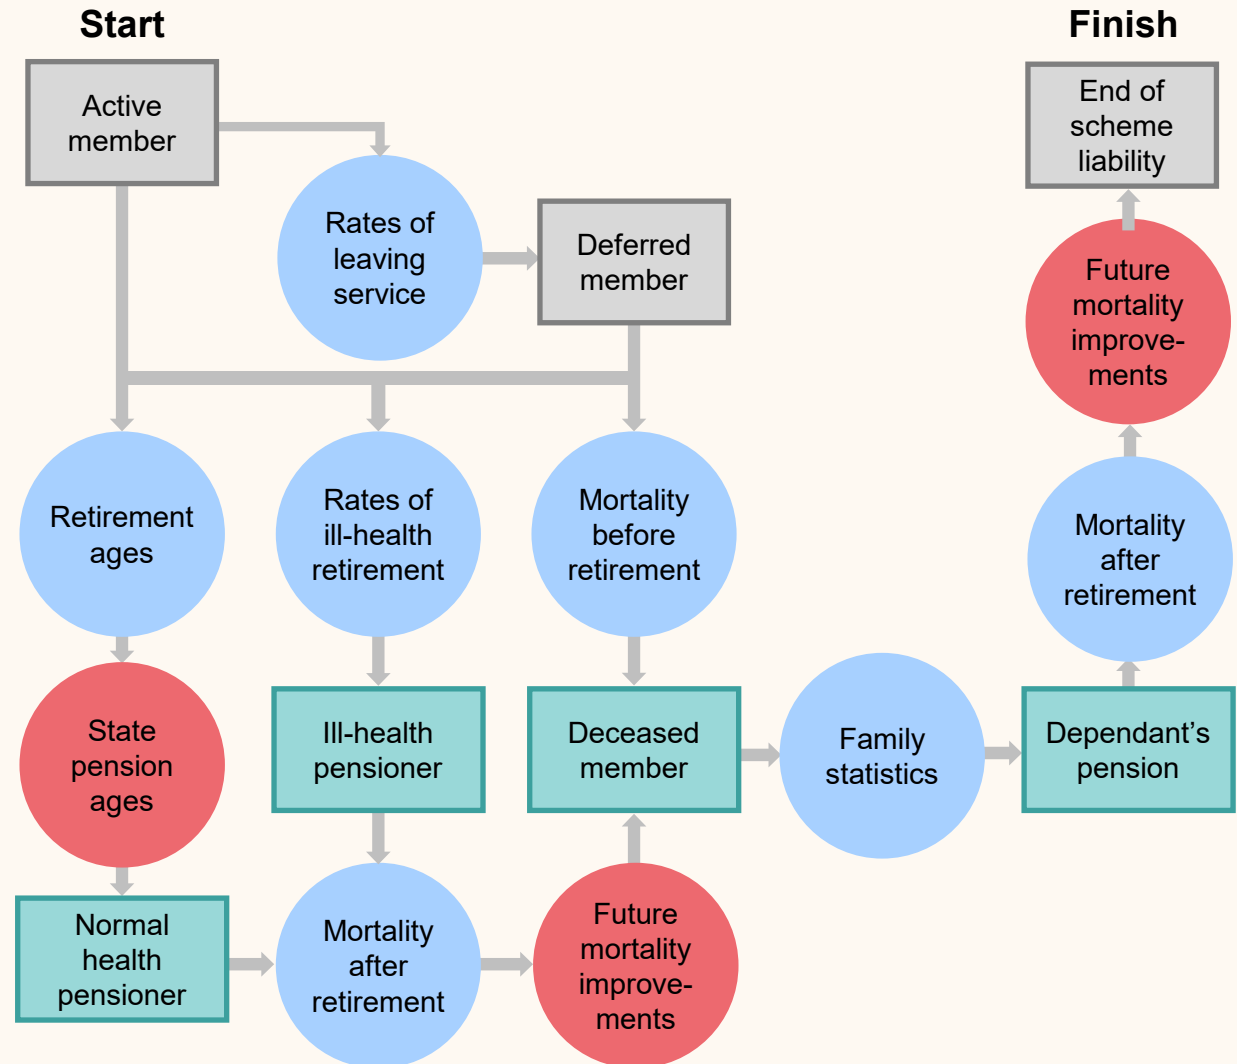 Start
Finish
Active
member
End of
scheme
liability
Rates of
leaving
service
Deferred
member
Future
mortality
improve-
ments
Retirement
ages
Rates of
ill-health
retirement
Mortality
before
retirement
Mortality
after
retirement
State
pension
ages
Ill-health
pensioner
Deceased
member
Family
statistics
Dependant’s
pension
Normal
health
pensioner
Mortality
after
retirement
Future
mortality
improve-
ments